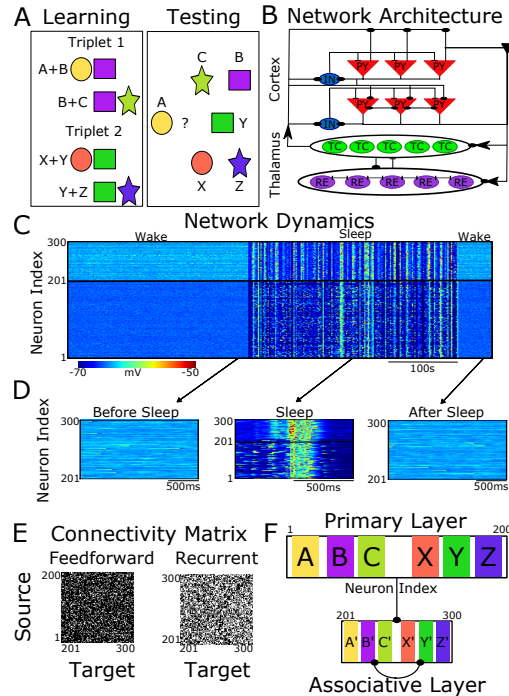 A
Learning
Testing
Triplet 1
A+B
B+C
Triplet 2
X+Y
Y+Z
C
B
A
?
Y
X
Z
B Network Architecture
Cortex
Thalamus
PY PY PY
IN
PY PY PY
IN
TC TC TC TC TC
RE RE RE RE RE
C
Network Dynamics
Wake
Sleep
Wake
Neuron Index
300
201
1
-70 mV -50
100s
D
Before Sleep
Sleep
After Sleep
Neuron Index
300
201
500ms
300
201
1
500ms
300
201
500ms
E Connectivity Matrix
Feedforward
Recurrent
Source
200
1
201 300
300
201
201 300
Target
Target
F
Primary Layer
1
200
A B C X Y Z
Neuron Index
201
300
A' B' C' X' Y' Z'
Associative Layer